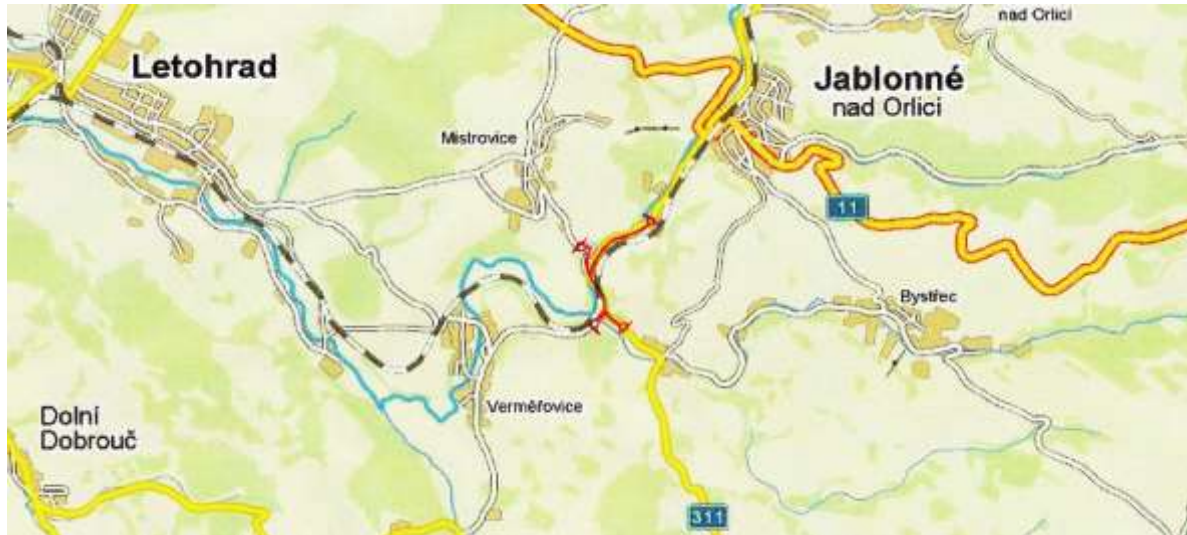 nad Orlicí
Letohrad
Jablonné
nad Orlicí
Mistrovice
11
Bystřec
Verměřovice
Dolní
Dobrouč
311